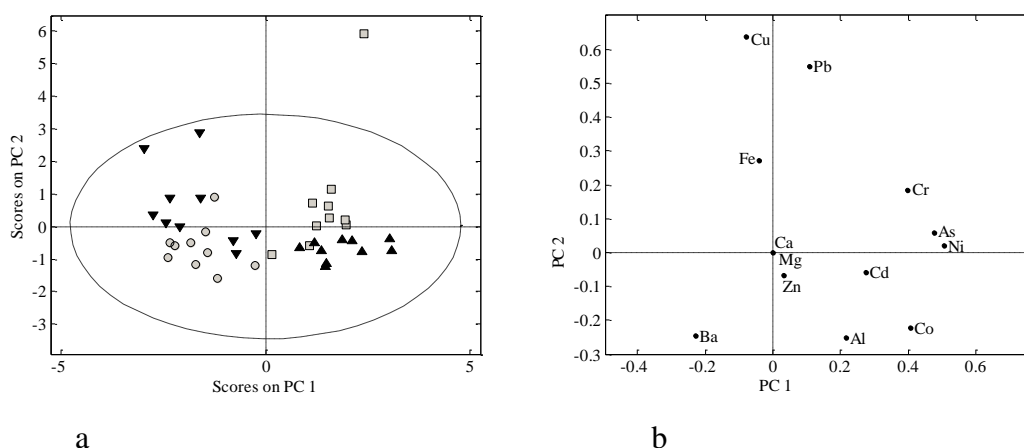 6
5
4
3
2
1
0
-1
-2
-3
Scores on PC 2
-5
0
5
Scores on PC 1
a
0.6
0.5
0.4
0.3
0.2
0.1
0
-0.1
-0.2
-0.3
PC 2
Cu
Pb
Fe
Cr
As
Ni
Ca
Mg
Zn
Cd
Ba
Al
Co
-0.4
-0.2
0
0.2
0.4
0.6
PC 1
b